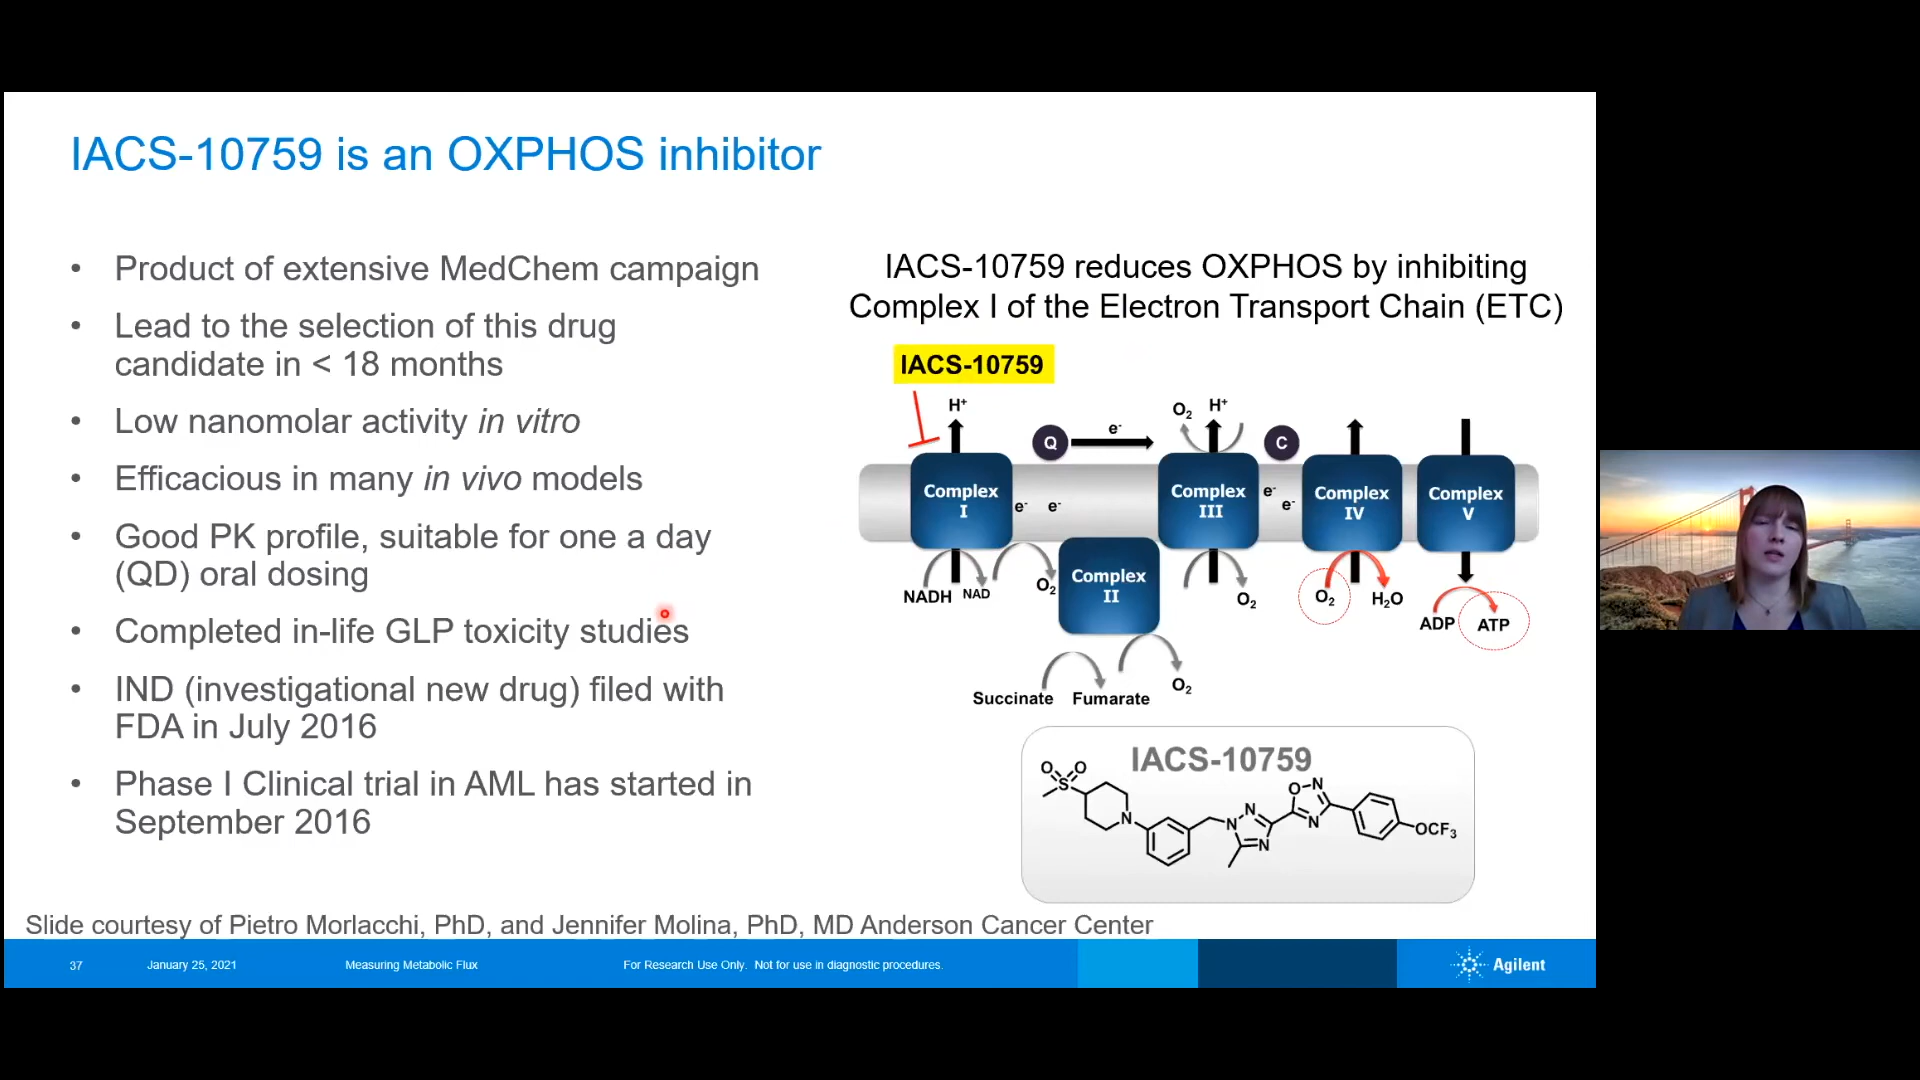 IACS-10759 is an OXPHOS inhibitor
• Product of extensive MedChem campaign
• Lead to the selection of this drug
candidate in < 18 months
• Low nanomolar activity in vitro
• Efficacious in many in vivo models
• Good PK profile, suitable for one a day
(QD) oral dosing
• Completed in-life GLP toxicity studies
• IND (investigational new drug) filed with
FDA in July 2016
• Phase I Clinical trial in AML has started in
September 2016
IACS-10759 reduces OXPHOS by inhibiting
Complex I of the Electron Transport Chain (ETC)
IACS-10759
H⁺
O₂ H⁺
Q
e⁻
C
Complex
I
e⁻ e⁻
Complex
III
e⁻
e⁻
Complex
IV
Complex
V
NADH NAD
O₂
Complex
II
O₂
O₂
H₂O
ADP
ATP
Succinate Fumarate
O₂
IACS-10759
O O
S
N
N
N
N
O N
N
OCF₃
Slide courtesy of Pietro Morlacchi, PhD, and Jennifer Molina, PhD, MD Anderson Cancer Center
37 January 25, 2021 Measuring Metabolic Flux For Research Use Only. Not for use in diagnostic procedures. Agilent